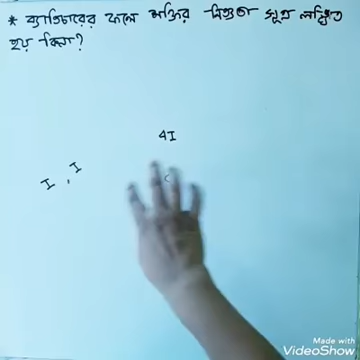 * ব্যতিচারের ফলে শক্তির নিত্যতা সূত্র লঙ্ঘিত
হয় কিনা?
4I
I , I
Made with
VideoShow